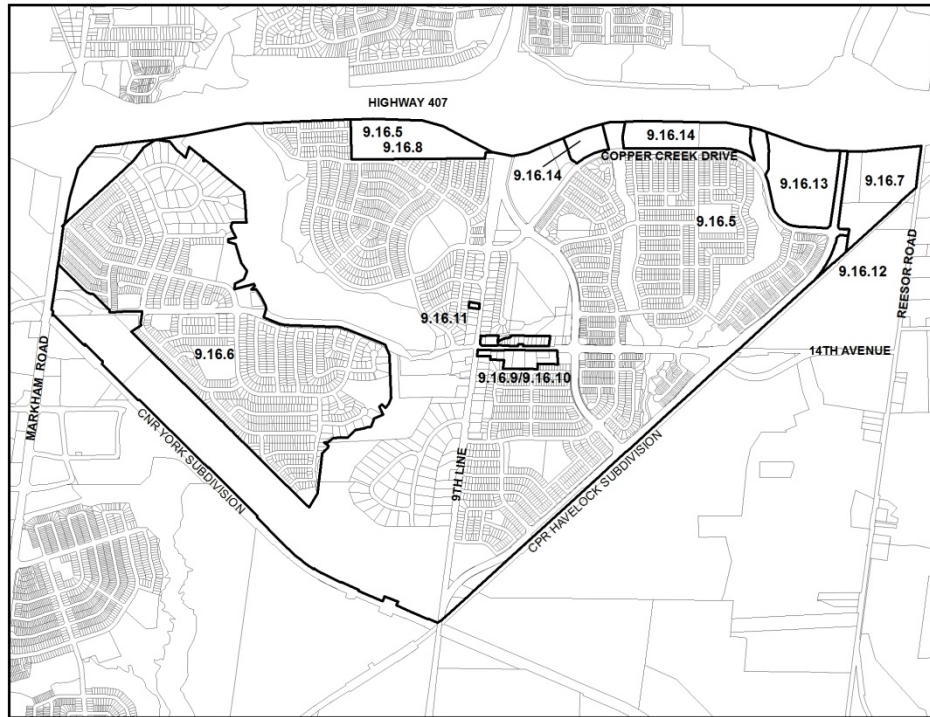 HIGHWAY 407
9.16.5
9.16.8
9.16.14
COPPER CREEK DRIVE
9.16.14
9.16.13
9.16.7
9.16.5
9.16.12
REESOR ROAD
9.16.11
9.16.6
14TH AVENUE
9.16.9/9.16.10
MARKHAM ROAD
CNR YORK SUBDIVISION
9TH LINE
CPR HAVELOCK SUBDIVISION